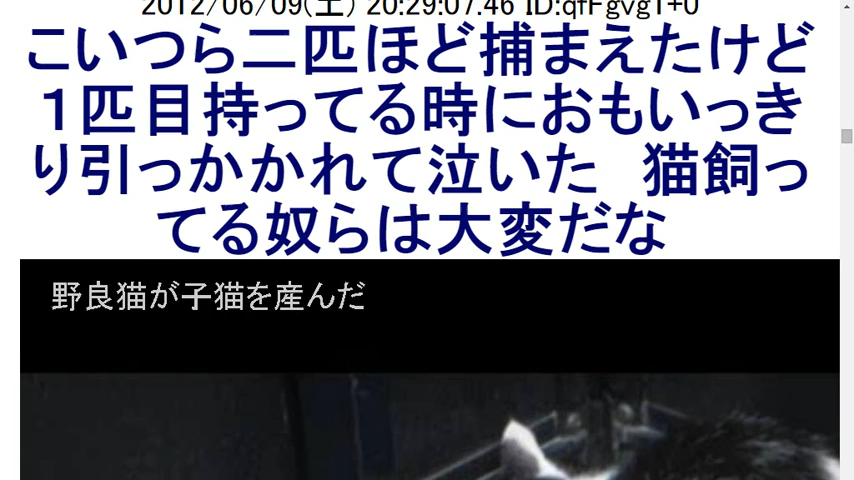 2012/06/09(土) 20:29:07.46 ID:qfFgvgT+0
こいつら二匹ほど捕まえたけど
1匹目持ってる時におもいっき
り引っかかれて泣いた　猫飼っ
てる奴らは大変だな
野良猫が子猫を産んだ